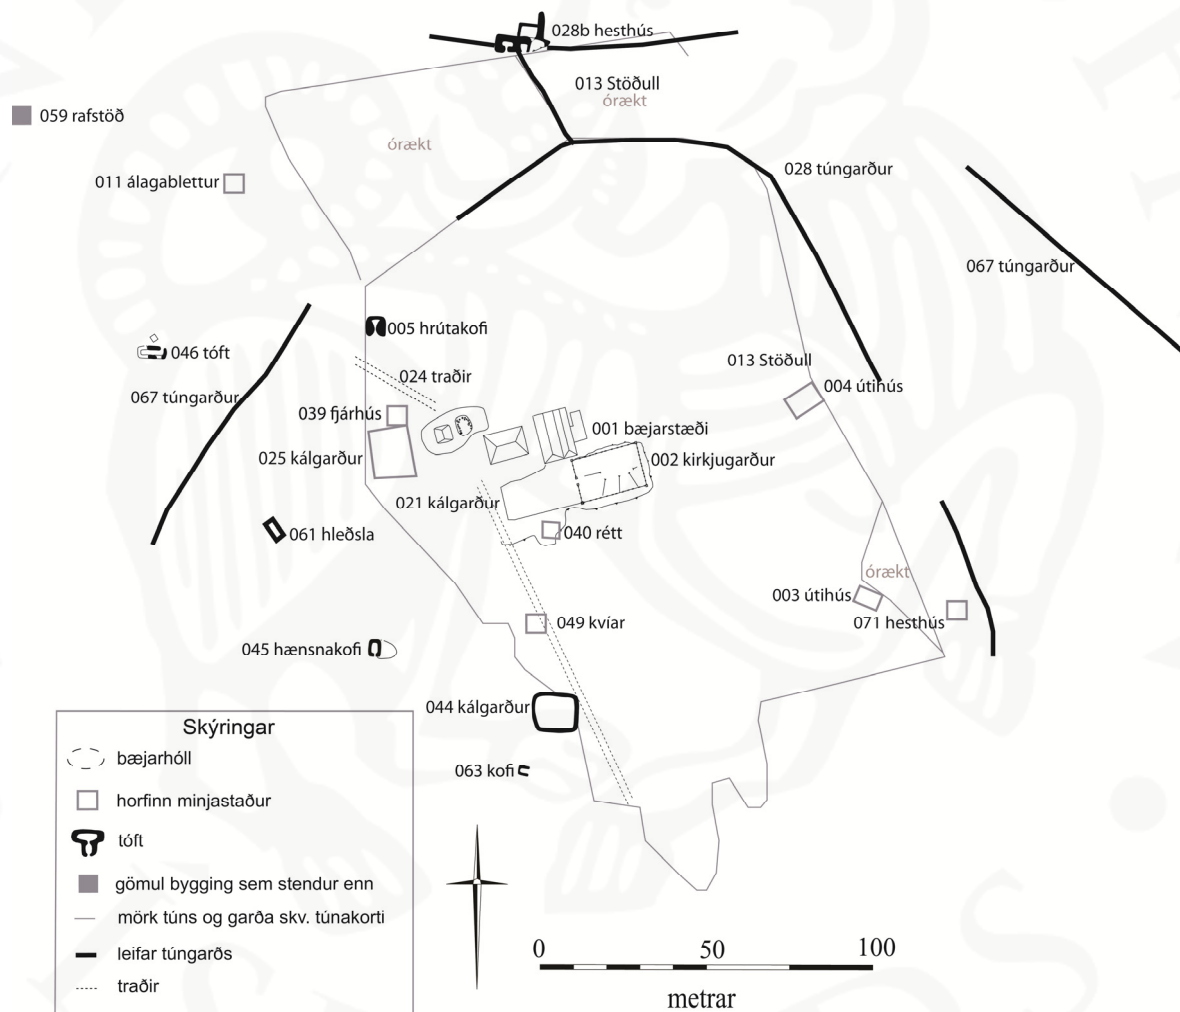 028b hesthús
013 Stöðull
órækt
059 rafstöð
órækt
011 álagablettur
028 túngarður
067 túngarður
005 hrútakofi
046 tóft
013 Stöðull
024 traðir
004 útihús
067 túngarður
039 fjárhús
001 bæjarstæði
025 kálgarður
002 kirkjugarður
021 kálgarður
061 hleðsla
040 rétt
órækt
003 útihús
049 kvíar
071 hesthús
045 hænsnakofi
044 kálgarður
063 kofi
Skýringar
bæjarhóll
horfinn minjastaður
tóft
gömul bygging sem stendur enn
mörk túns og garða skv. túnakorti
leifar túngarðs
traðir
0 50 100
metrar